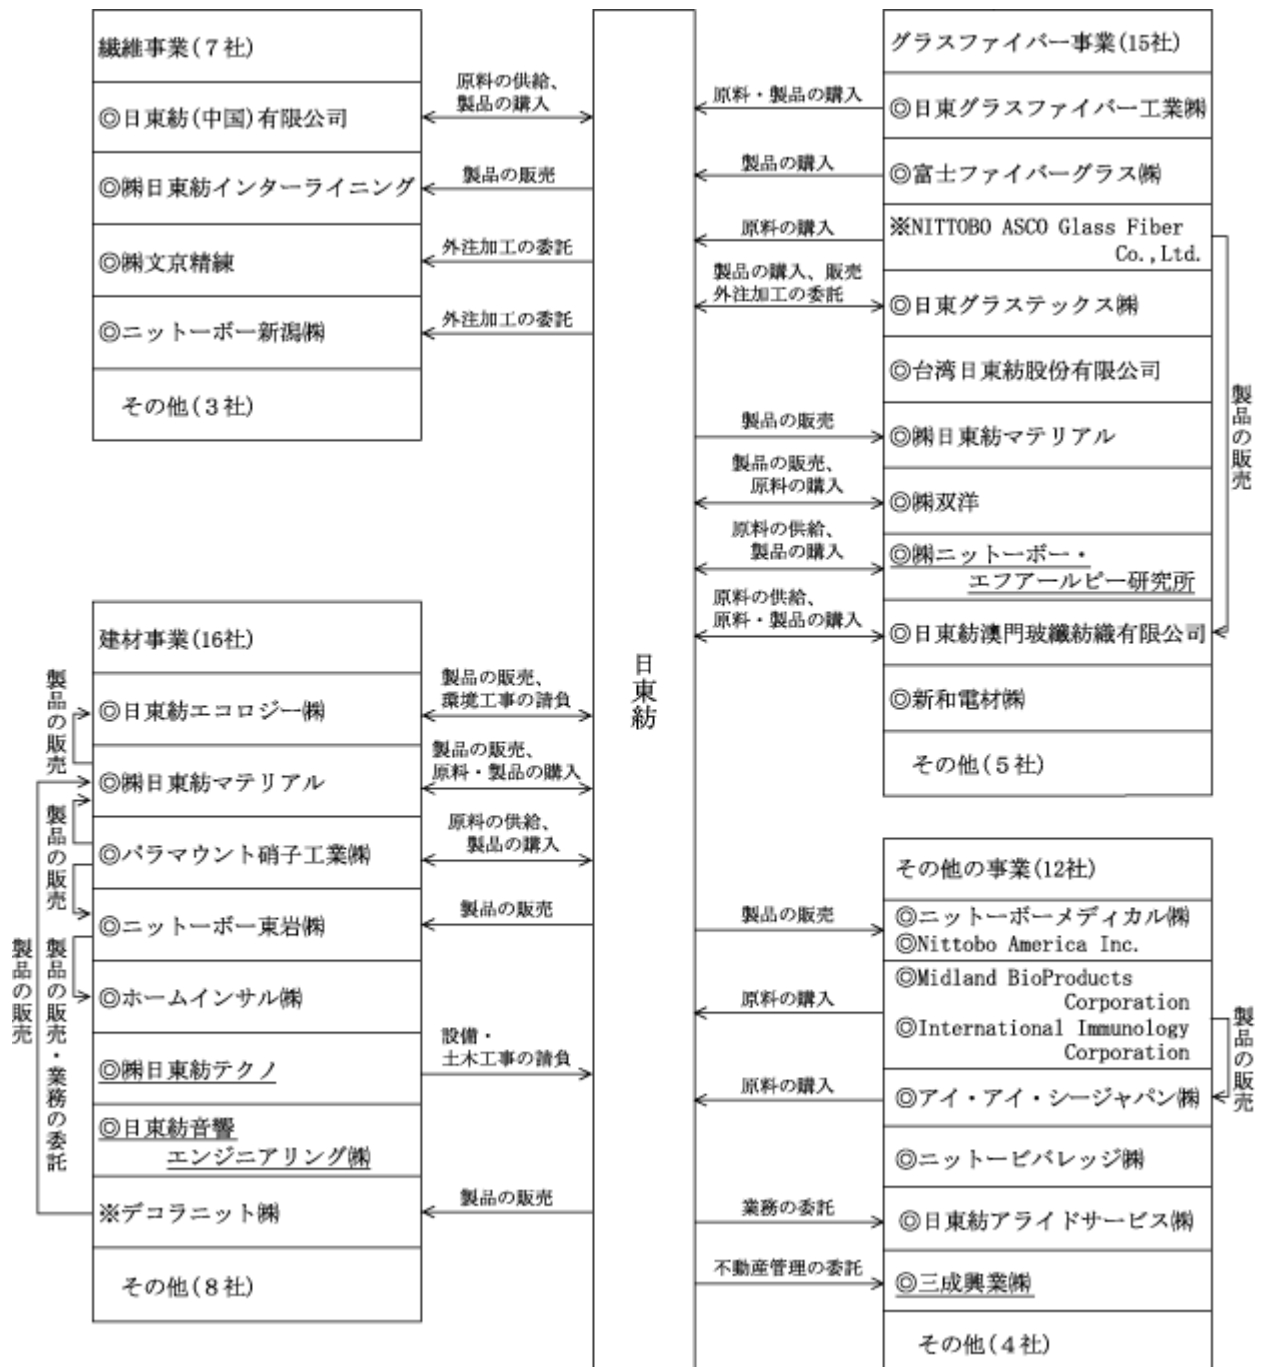 繊維事業(7社)
◎日東紡(中国)有限公司
◎㈱日東紡インターライニング
◎㈱文京精練
◎ニットーボー新潟㈱
その他(3社)
原料の供給、
製品の購入
製品の販売
外注加工の委託
外注加工の委託
建材事業(16社)
◎日東紡エコロジー㈱
◎㈱日東紡マテリアル
◎パラマウント硝子工業㈱
◎ニットーボー東岩㈱
◎ホームインサル㈱
◎㈱日東紡テクノ
◎日東紡音響
エンジニアリング㈱
※デコラニット㈱
その他(8社)
製品の販売
製品の販売
製品の販売・業務の委託
製品の販売
製品の販売、
環境工事の請負
製品の販売、
原料・製品の購入
原料の供給、
製品の購入
製品の販売
設備・
土木工事の請負
製品の販売
日東紡
原料・製品の購入
製品の購入
原料の購入
製品の購入、販売
外注加工の委託
製品の販売
製品の販売、
原料の購入
原料の供給、
製品の購入
原料の供給、
原料・製品の購入
グラスファイバー事業(15社)
◎日東グラスファイバー工業㈱
◎富士ファイバーグラス㈱
※NITTOBO ASCO Glass Fiber
Co.,Ltd.
◎日東グラステックス㈱
◎台湾日東紡股份有限公司
◎㈱日東紡マテリアル
◎㈱双洋
◎㈱ニットーボー・
エフアールピー研究所
◎日東紡澳門玻纖紡織有限公司
◎新和電材㈱
その他(5社)
製品の販売
製品の販売
原料の購入
原料の購入
業務の委託
不動産管理の委託
その他の事業(12社)
◎ニットーボーメディカル㈱
◎Nittobo America Inc.
◎Midland BioProducts
Corporation
◎International Immunology
Corporation
◎アイ・アイ・シージャパン㈱
◎ニットービバレッジ㈱
◎日東紡アライドサービス㈱
◎三成興業㈱
その他(4社)
製品の販売